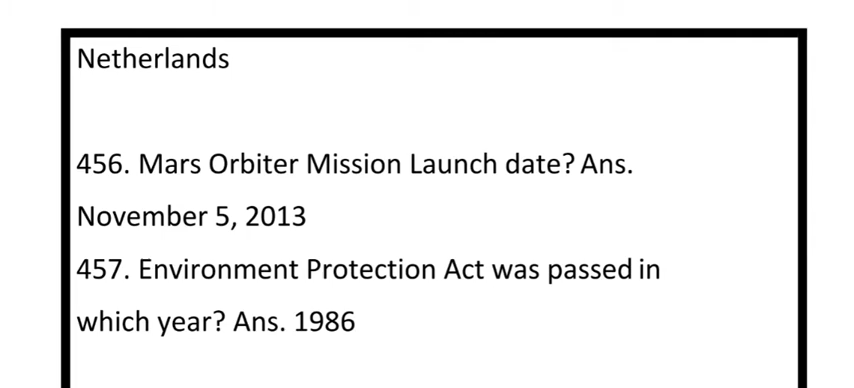 Netherlands
456. Mars Orbiter Mission Launch date? Ans.
November 5, 2013
457. Environment Protection Act was passed in
which year? Ans. 1986